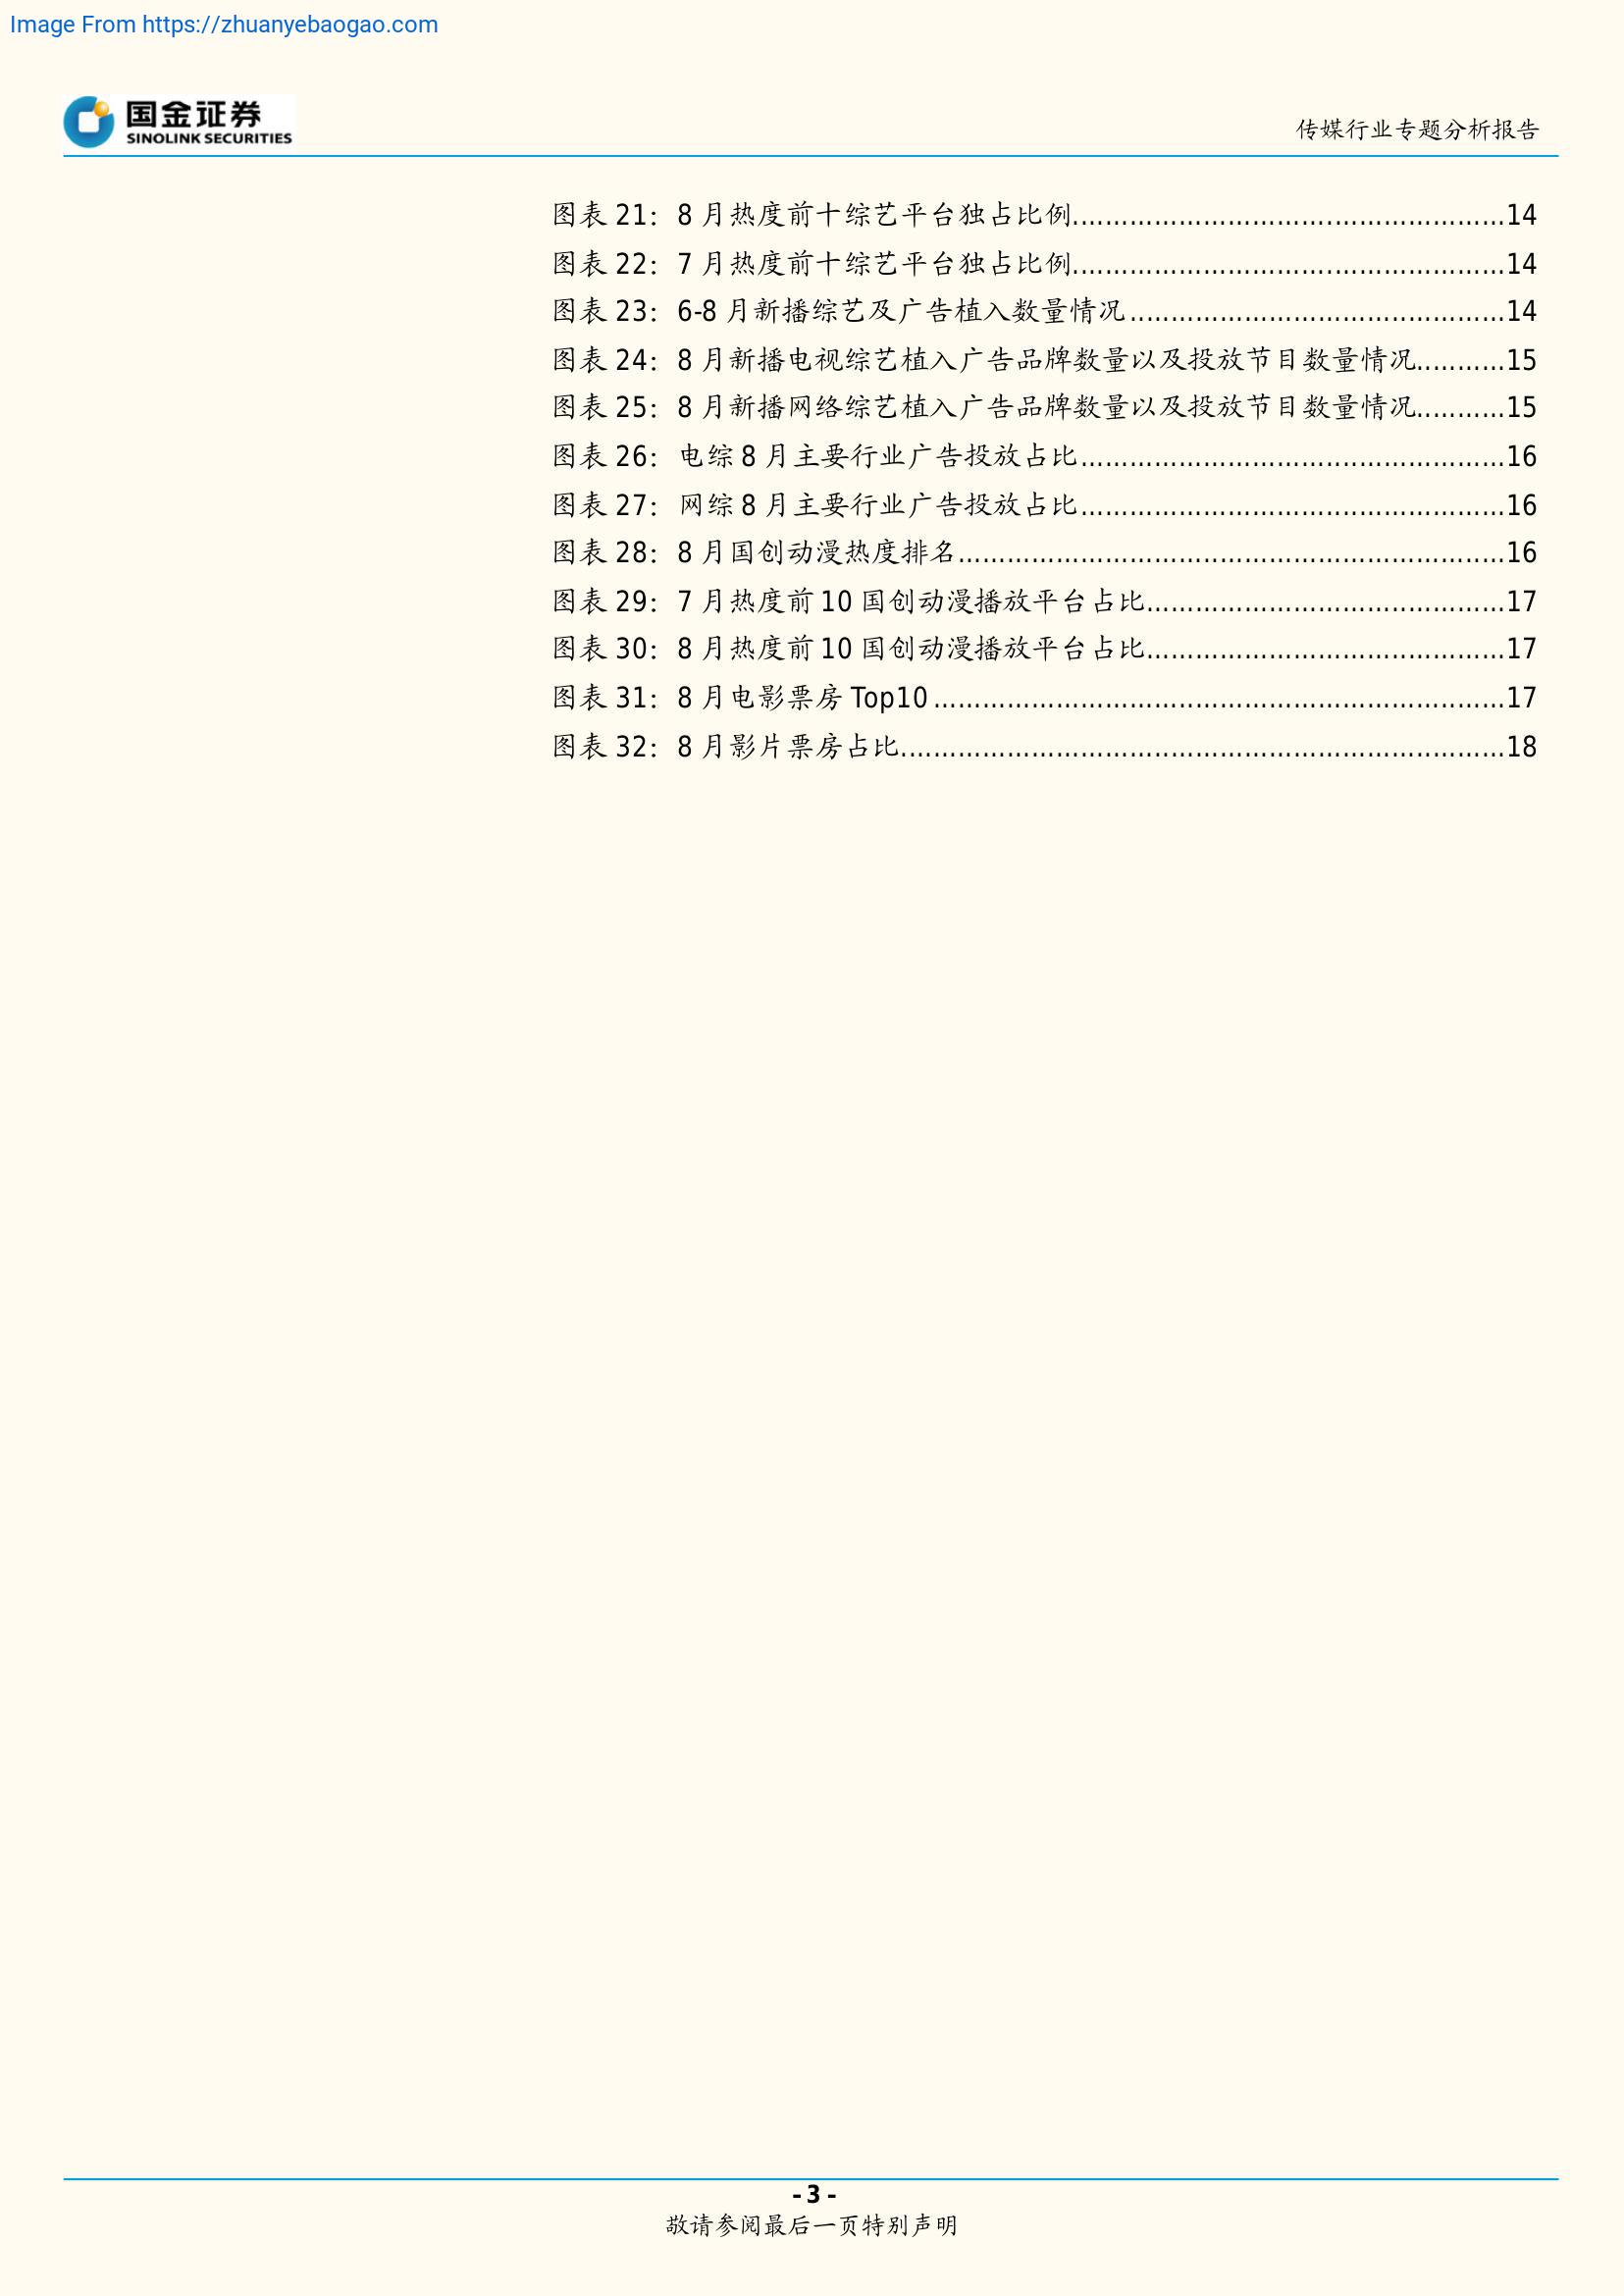 Image From https://zhuanyebaogao.com
国金证券
SINOLINK SECURITIES
传媒行业专题分析报告
图表 21：8 月热度前十综艺平台独占比例......................................................14
图表 22：7 月热度前十综艺平台独占比例......................................................14
图表 23：6-8 月新播综艺及广告植入数量情况...............................................14
图表 24：8 月新播电视综艺植入广告品牌数量以及投放节目数量情况...........15
图表 25：8 月新播网络综艺植入广告品牌数量以及投放节目数量情况...........15
图表 26：电综 8 月主要行业广告投放占比.....................................................16
图表 27：网综 8 月主要行业广告投放占比.....................................................16
图表 28：8 月国创动漫热度排名....................................................................16
图表 29：7 月热度前 10 国创动漫播放平台占比.............................................17
图表 30：8 月热度前 10 国创动漫播放平台占比.............................................17
图表 31：8 月电影票房 Top10 .......................................................................17
图表 32：8 月影片票房占比...........................................................................18
- 3 -
敬请参阅最后一页特别声明